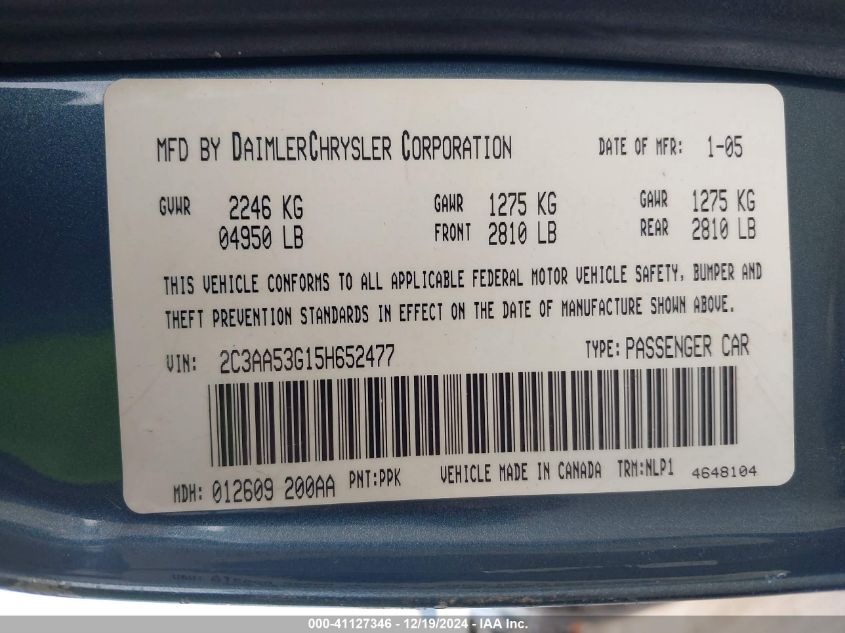 MFD BY DAIMLERCHRYSLER CORPORATION DATE OF MFR: 1-05
GVWR 2246 KG GAWR 1275 KG GAWR 1275 KG
04950 LB FRONT 2810 LB REAR 2810 LB
THIS VEHICLE CONFORMS TO ALL APPLICABLE FEDERAL MOTOR VEHICLE SAFETY, BUMPER AND
THEFT PREVENTION STANDARDS IN EFFECT ON THE DATE OF MANUFACTURE SHOWN ABOVE.
VIN: 2C3AA53G15H652477 TYPE: PASSENGER CAR
MDH: 012609 200AA PNT:PPK VEHICLE MADE IN CANADA TRM:NLP1 4648104
000-41127346 - 12/19/2024 - IAA Inc.